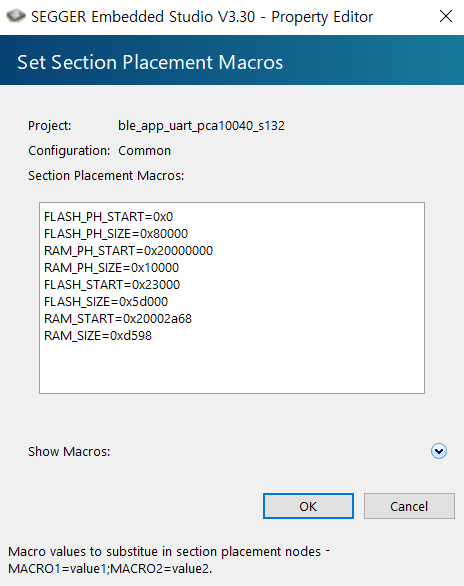 SEGGER Embedded Studio V3.30 - Property Editor
Set Section Placement Macros
Project: ble_app_uart_pca10040_s132
Configuration: Common
Section Placement Macros:
FLASH_PH_START=0x0
FLASH_PH_SIZE=0x80000
RAM_PH_START=0x20000000
RAM_PH_SIZE=0x10000
FLASH_START=0x23000
FLASH_SIZE=0x5d000
RAM_START=0x20002a68
RAM_SIZE=0xd598
Show Macros:
OK Cancel
Macro values to substitue in section placement nodes -
MACRO1=value1;MACRO2=value2.